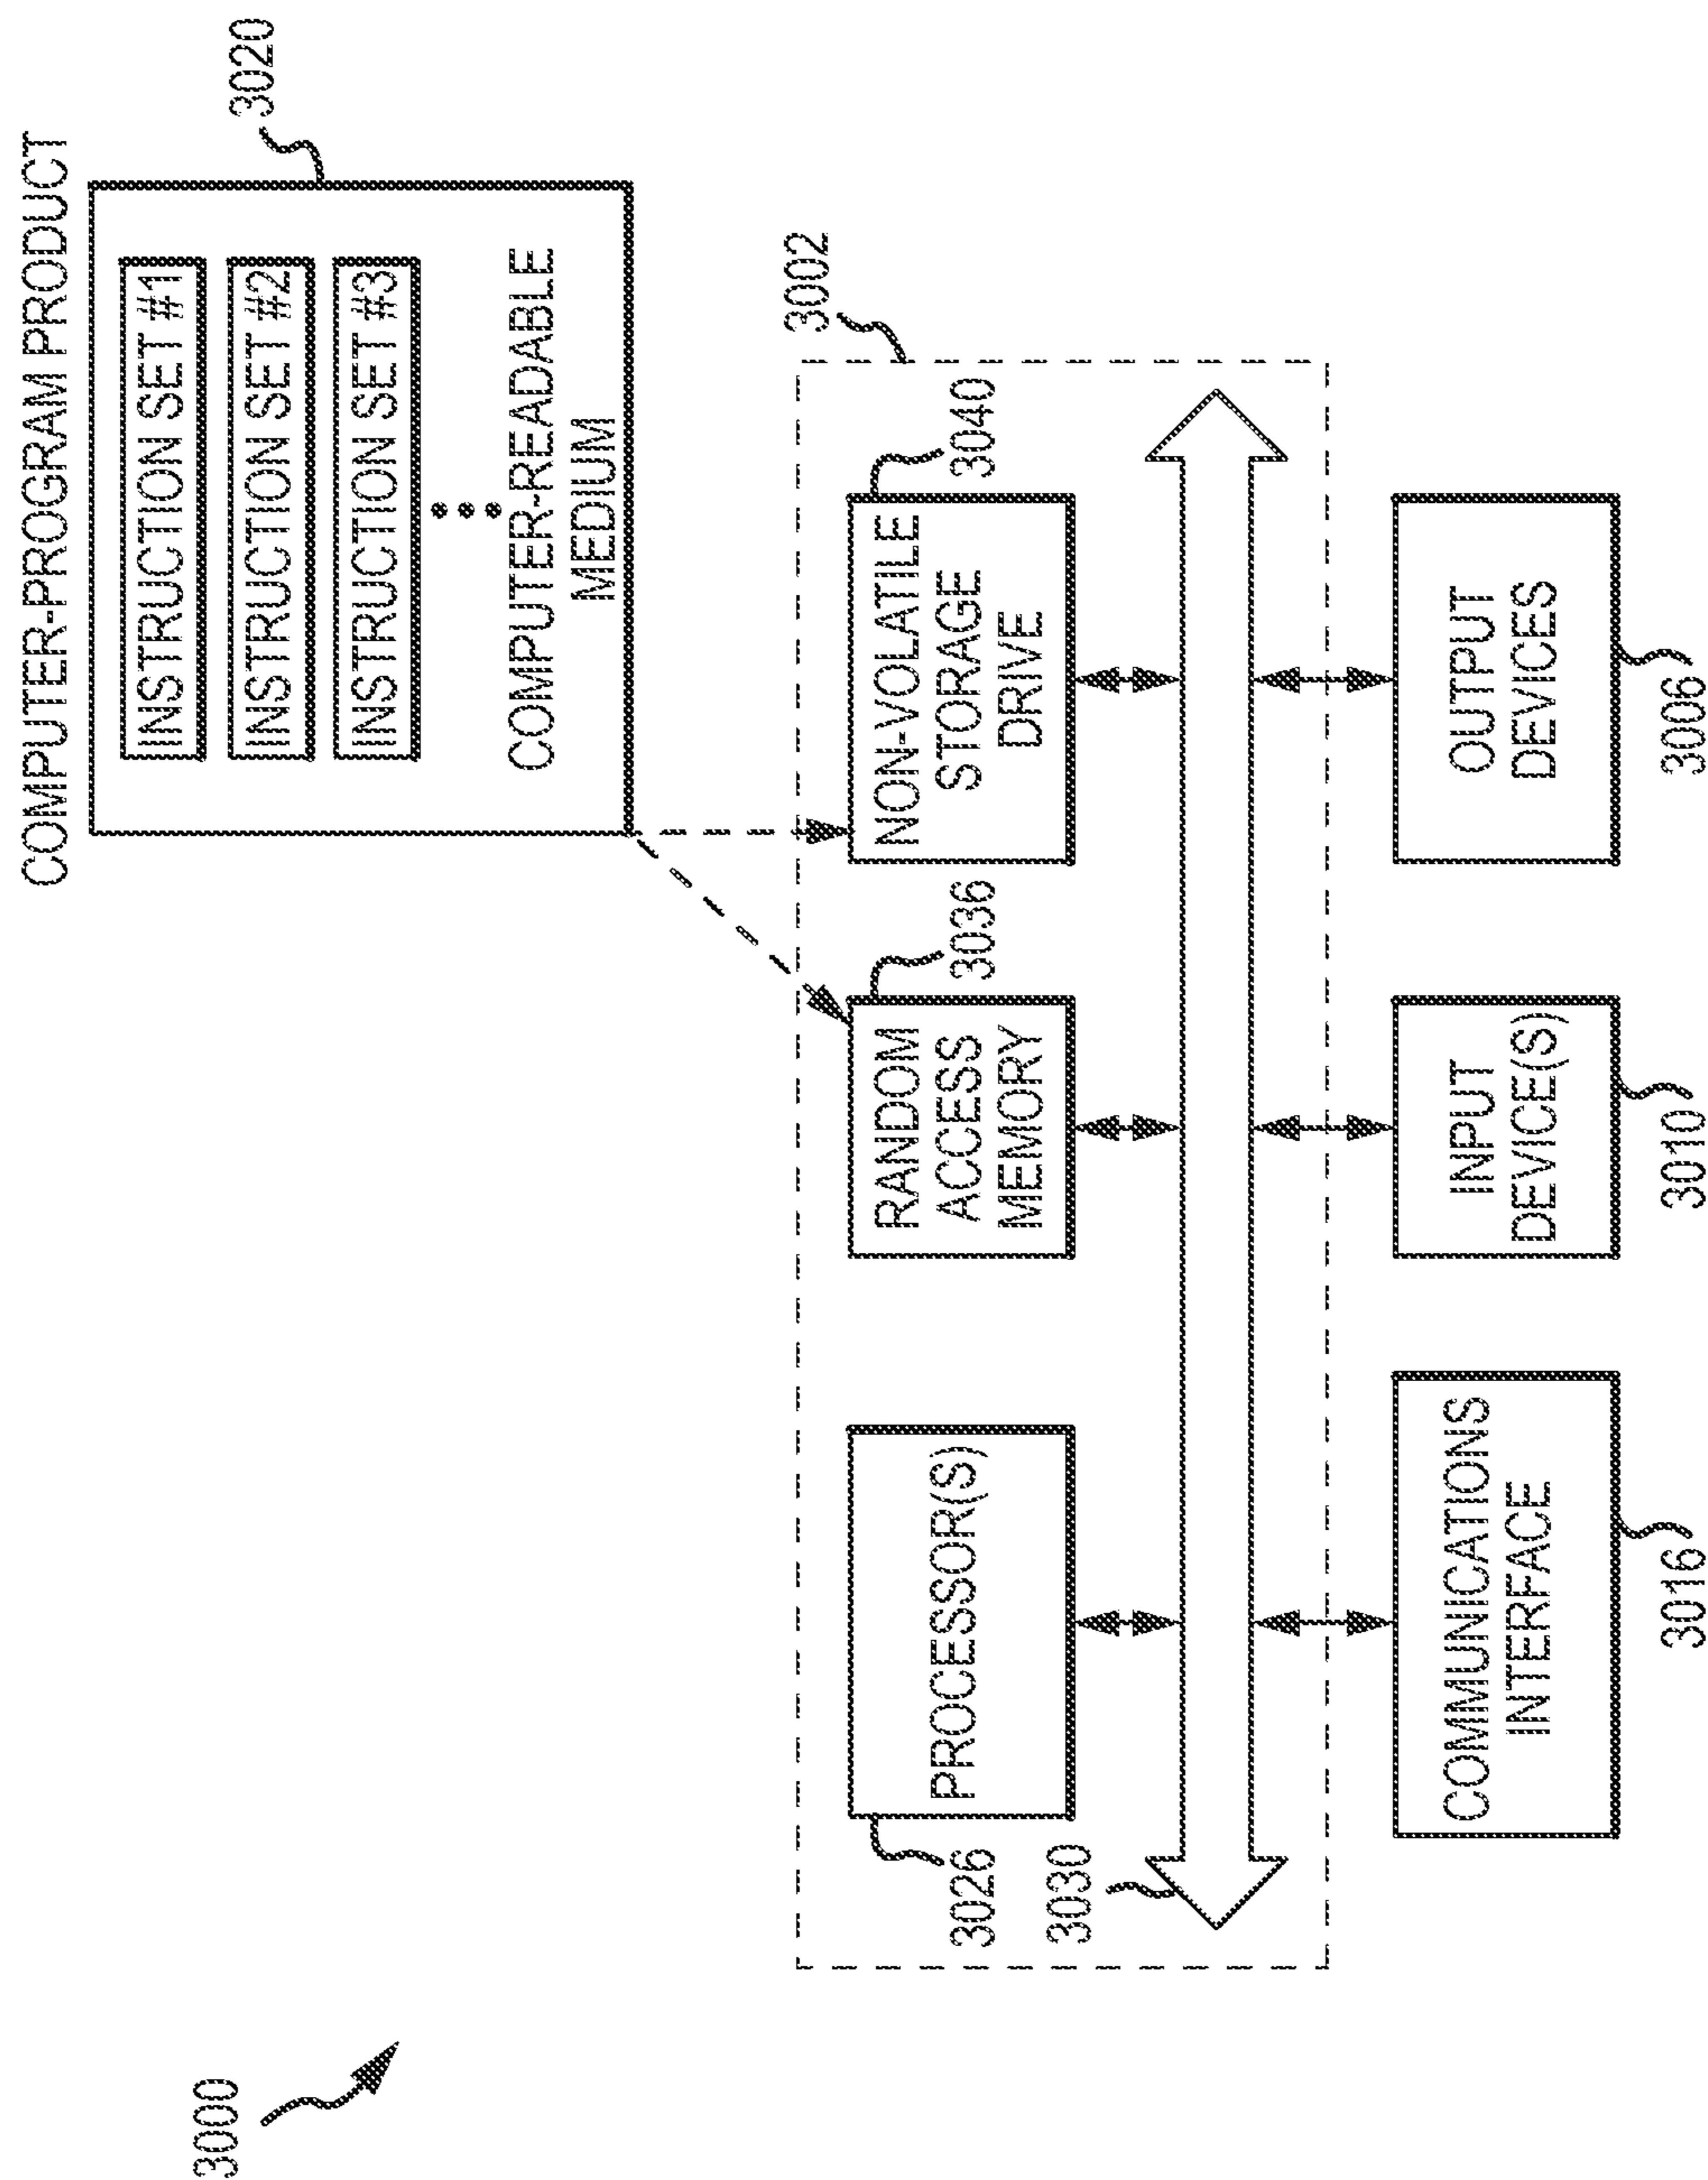 3000
COMPUTER-PROGRAM PRODUCT
3020
INSTRUCTION SET #1
INSTRUCTION SET #2
INSTRUCTION SET #3
COMPUTER-READABLE
MEDIUM
3002
3026
PROCESSOR(S)
RANDOM
ACCESS
MEMORY
3036
NON-VOLATILE
STORAGE
DRIVE
3040
3030
COMMUNICATIONS
INTERFACE
3016
INPUT
DEVICE(S)
3010
OUTPUT
DEVICES
3006